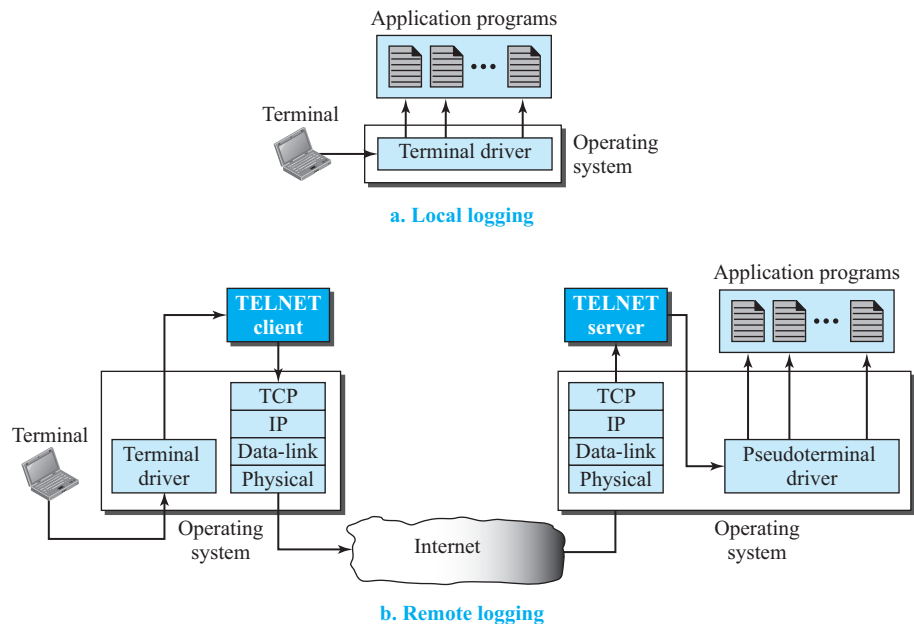 Application programs
Terminal
Terminal driver
Operating
system
a. Local logging
Application programs
TELNET
client
TELNET
server
TCP
IP
Data-link
Physical
Terminal
Terminal
driver
Operating
system
Internet
TCP
IP
Data-link
Physical
Pseudoterminal
driver
Operating
system
b. Remote logging